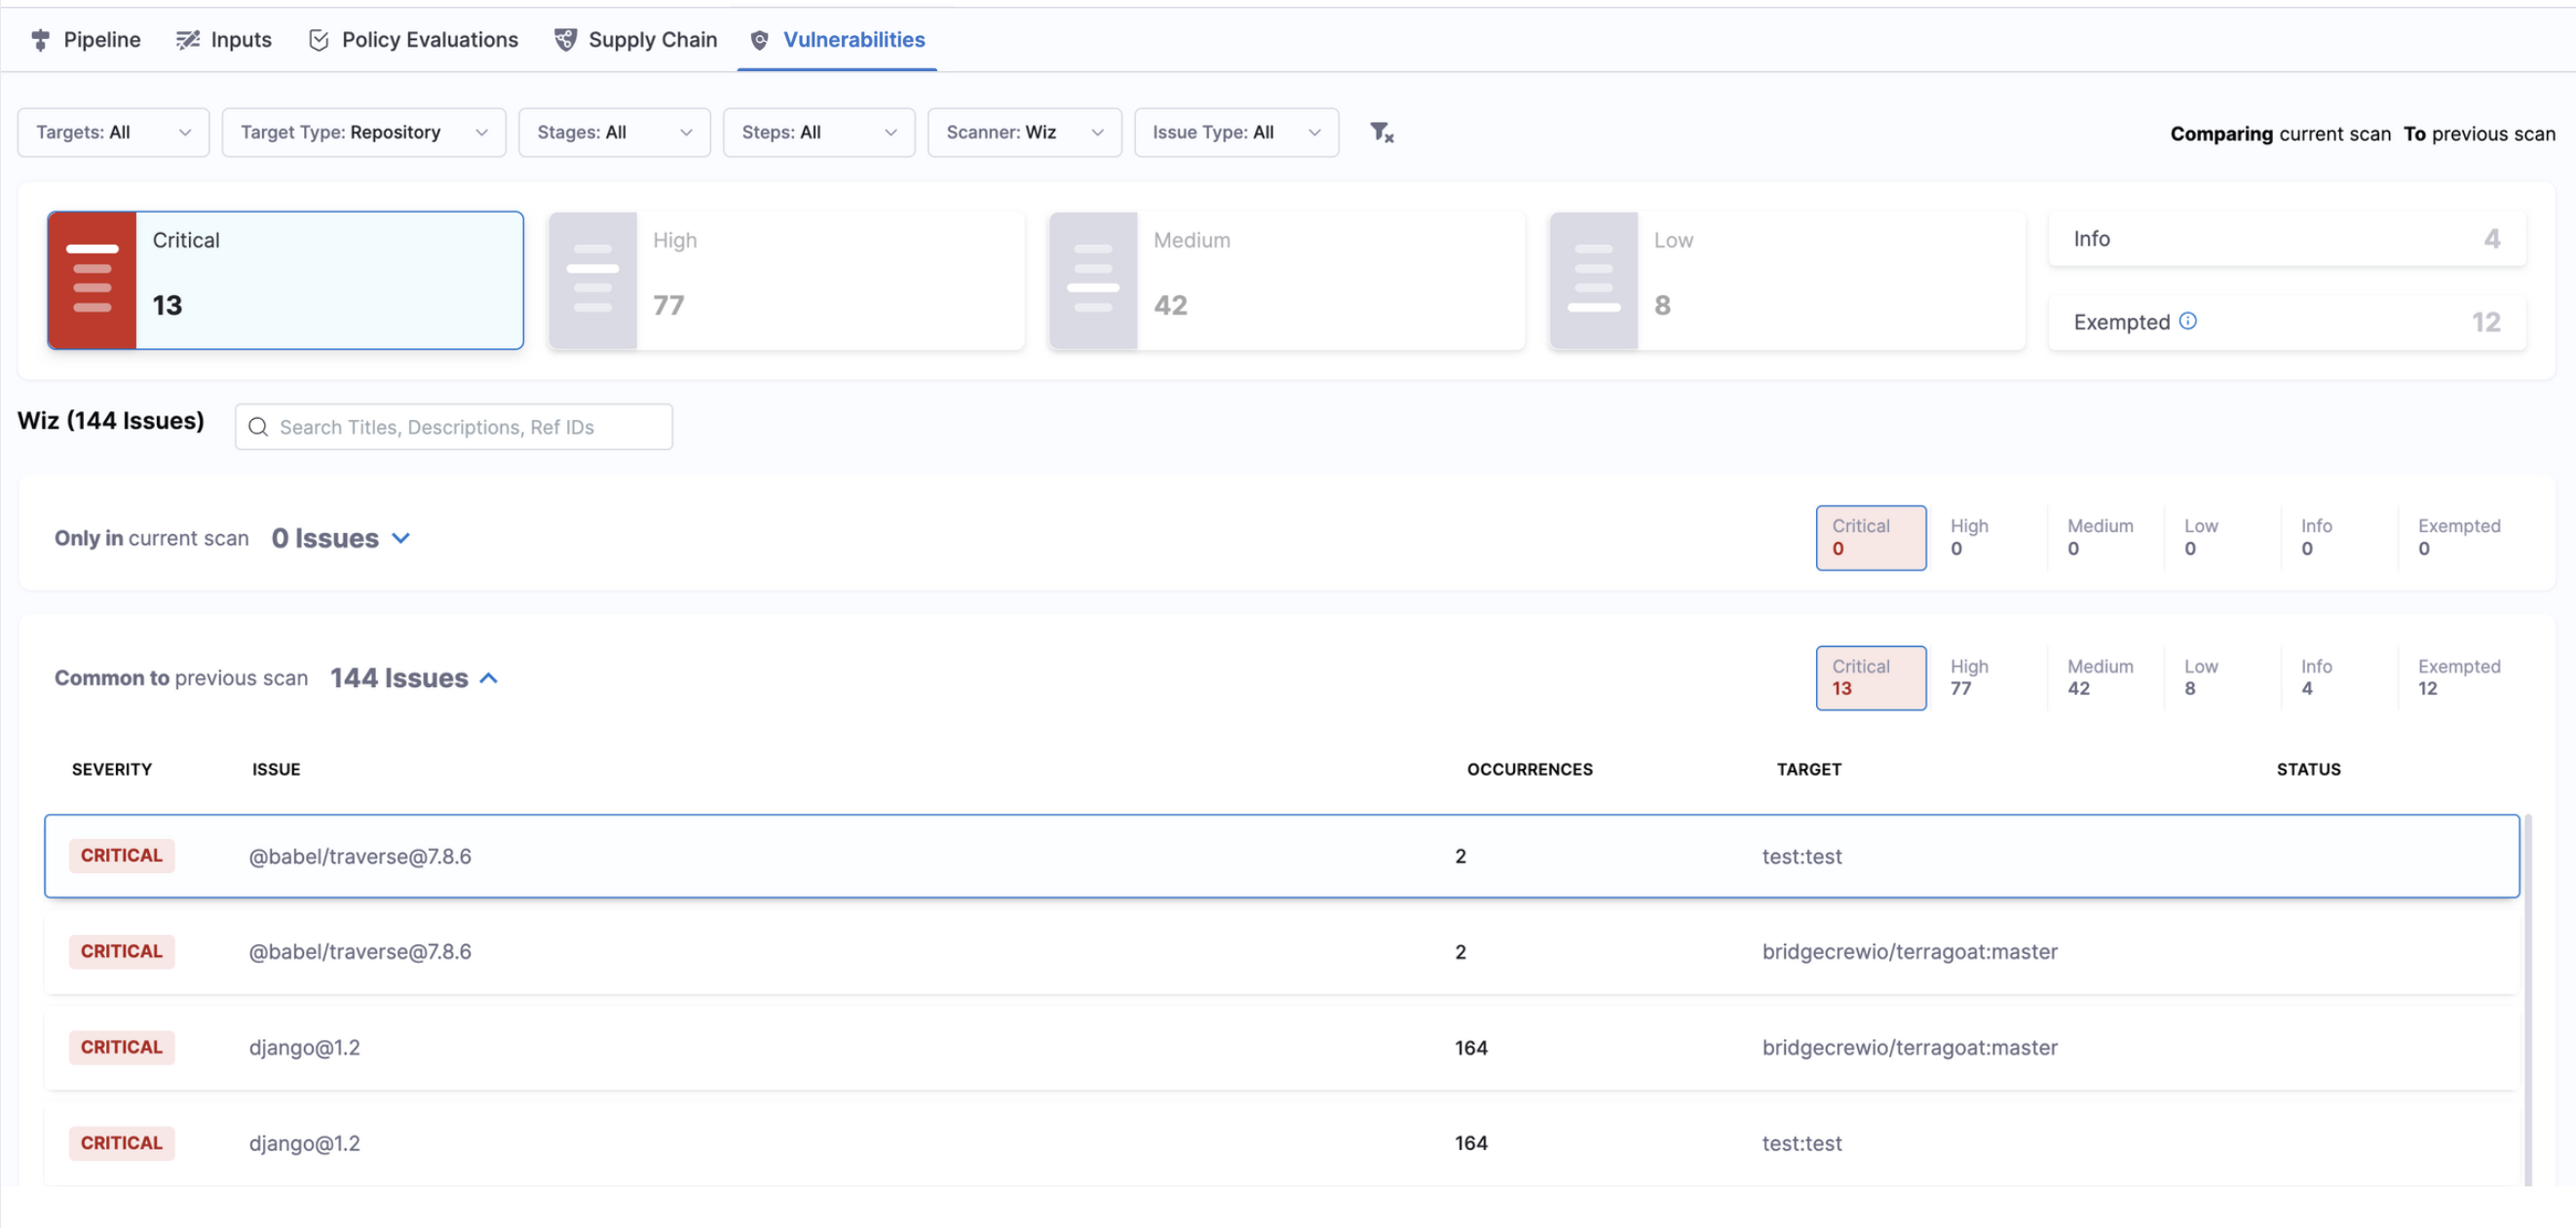 Pipeline Inputs Policy Evaluations Supply Chain Vulnerabilities
Targets: All Target Type: Repository Stages: All Steps: All Scanner: Wiz Issue Type: All Comparing current scan To previous scan
Critical
13
High
77
Medium
42
Low
8
Info 4
Exempted 12
Wiz (144 Issues) Search Titles, Descriptions, Ref IDs
Only in current scan 0 Issues
Critical High Medium Low Info Exempted
0 0 0 0 0 0
Common to previous scan 144 Issues
Critical High Medium Low Info Exempted
13 77 42 8 4 12
SEVERITY ISSUE OCCURRENCES TARGET STATUS
CRITICAL @babel/traverse@7.8.6 2 test:test
CRITICAL @babel/traverse@7.8.6 2 bridgecrewio/terragoat:master
CRITICAL django@1.2 164 bridgecrewio/terragoat:master
CRITICAL django@1.2 164 test:test